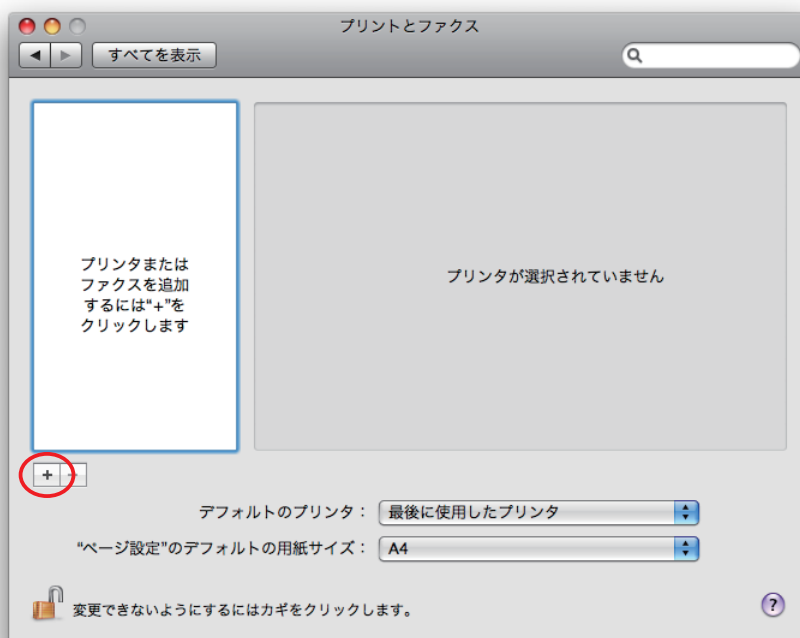 プリントとファクス
すべてを表示
プリンタまたは
ファクスを追加
するには“+”を
クリックします
プリンタが選択されていません
+ −
デフォルトのプリンタ： 最後に使用したプリンタ
“ページ設定”のデフォルトの用紙サイズ： A4
変更できないようにするにはカギをクリックします。
?